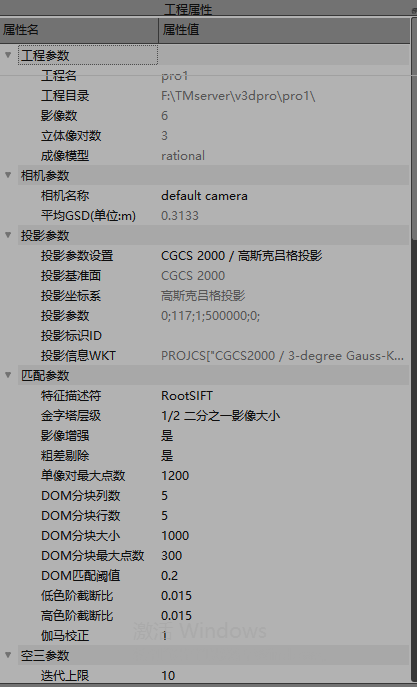 工程属性
属性名 属性值
工程参数
工程名 pro1
工程目录 F:\TMserver\v3dpro\pro1\
影像数 6
立体像对数 3
成像模型 rational
相机参数
相机名称 default camera
平均GSD(单位:m) 0.3133
投影参数
投影参数设置 CGCS 2000 / 高斯克吕格投影
投影基准面 CGCS 2000
投影坐标系 高斯克吕格投影
投影参数 0;117;1;500000;0;
投影标识ID
投影信息WKT PROJCS["CGCS2000 / 3-degree Gauss-K...
匹配参数
特征描述符 RootSIFT
金字塔层级 1/2 二分之一影像大小
影像增强 是
粗差剔除 是
单像对最大点数 1200
DOM分块列数 5
DOM分块行数 5
DOM分块大小 1000
DOM分块最大点数 300
DOM匹配阈值 0.2
低色阶截断比 0.015
高色阶截断比 0.015
伽马校正 1
激活 Windows
空三参数
迭代上限 10